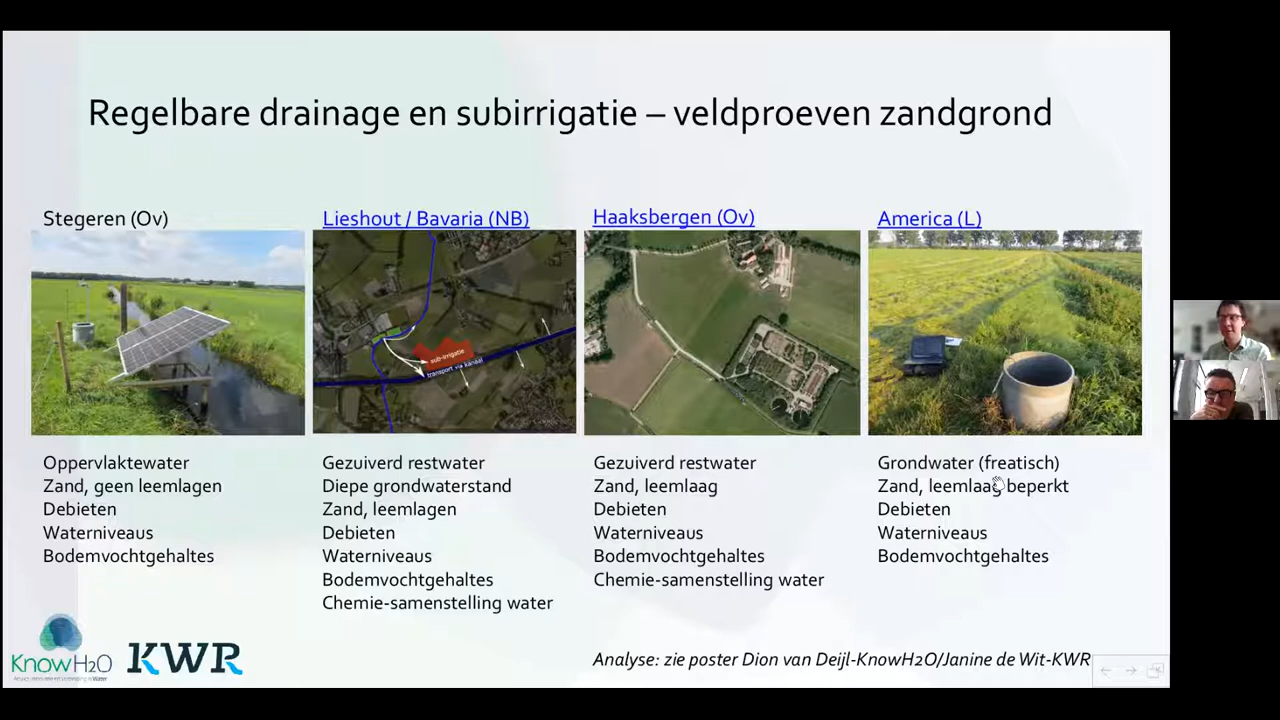 Regelbare drainage en subirrigatie – veldproeven zandgrond
Stegeren (Ov)
Oppervlaktewater
Zand, geen leemlagen
Debieten
Waterniveaus
Bodemvochtgehaltes
Lieshout / Bavaria (NB)
sub-irrigatie
transport via kanaal
Gezuiverd restwater
Diepe grondwaterstand
Zand, leemlagen
Debieten
Waterniveaus
Bodemvochtgehaltes
Chemie-samenstelling water
Haaksbergen (Ov)
Gezuiverd restwater
Zand, leemlaag
Debieten
Waterniveaus
Bodemvochtgehaltes
Chemie-samenstelling water
America (L)
Grondwater (freatisch)
Zand, leemlaag beperkt
Debieten
Waterniveaus
Bodemvochtgehaltes
KnowH2O
KWR
Analyse: zie poster Dion van Deijl-KnowH2O/Janine de Wit-KWR